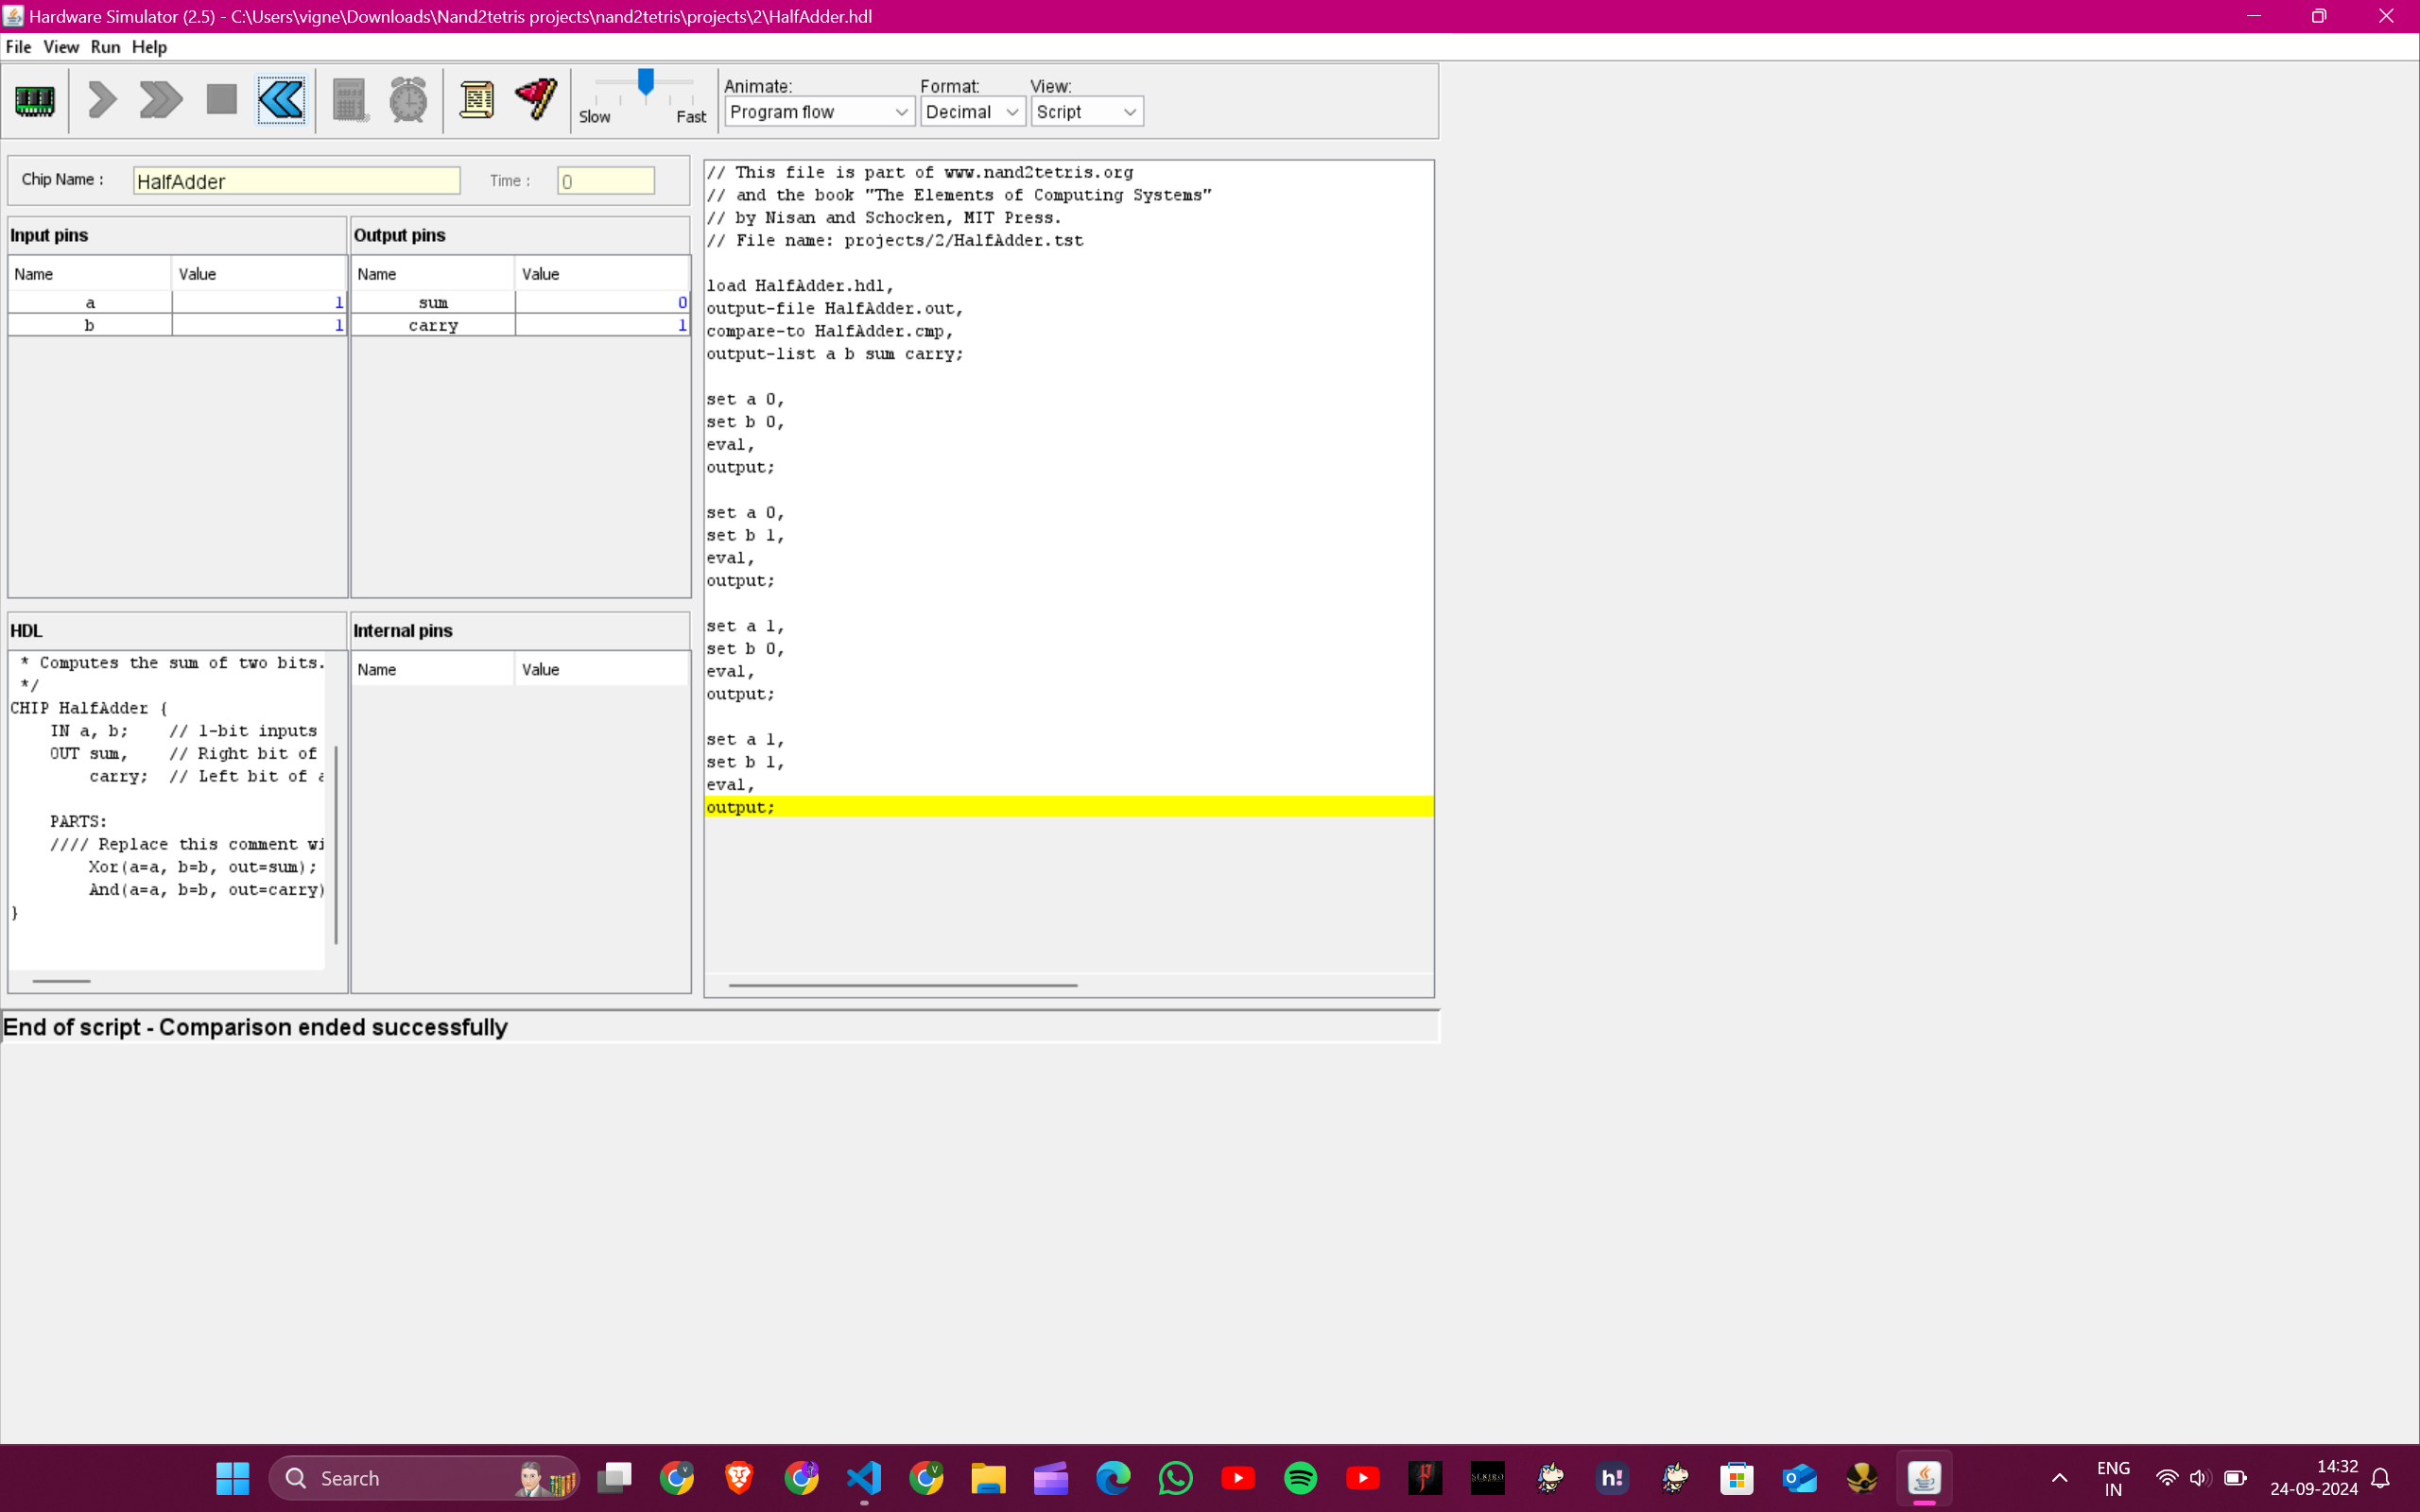 Hardware Simulator (2.5) - C:\Users\vigne\Downloads\Nand2tetris projects\nand2tetris\projects\2\HalfAdder.hdl
File View Run Help
Slow Fast
Animate: Format: View:
Program flow Decimal Script
Chip Name : HalfAdder Time : 0
Input pins
Name Value
a 1
b 1
Output pins
Name Value
sum 0
carry 1
HDL
* Computes the sum of two bits.
*/
CHIP HalfAdder {
IN a, b; // 1-bit inputs
OUT sum, // Right bit of
carry; // Left bit of a
PARTS:
//// Replace this comment wi
Xor(a=a, b=b, out=sum);
And(a=a, b=b, out=carry)
}
Internal pins
Name Value
// This file is part of www.nand2tetris.org
// and the book "The Elements of Computing Systems"
// by Nisan and Schocken, MIT Press.
// File name: projects/2/HalfAdder.tst
load HalfAdder.hdl,
output-file HalfAdder.out,
compare-to HalfAdder.cmp,
output-list a b sum carry;
set a 0,
set b 0,
eval,
output;
set a 0,
set b 1,
eval,
output;
set a 1,
set b 0,
eval,
output;
set a 1,
set b 1,
eval,
output;
End of script - Comparison ended successfully
Search
h!
ENG
IN
14:32
24-09-2024